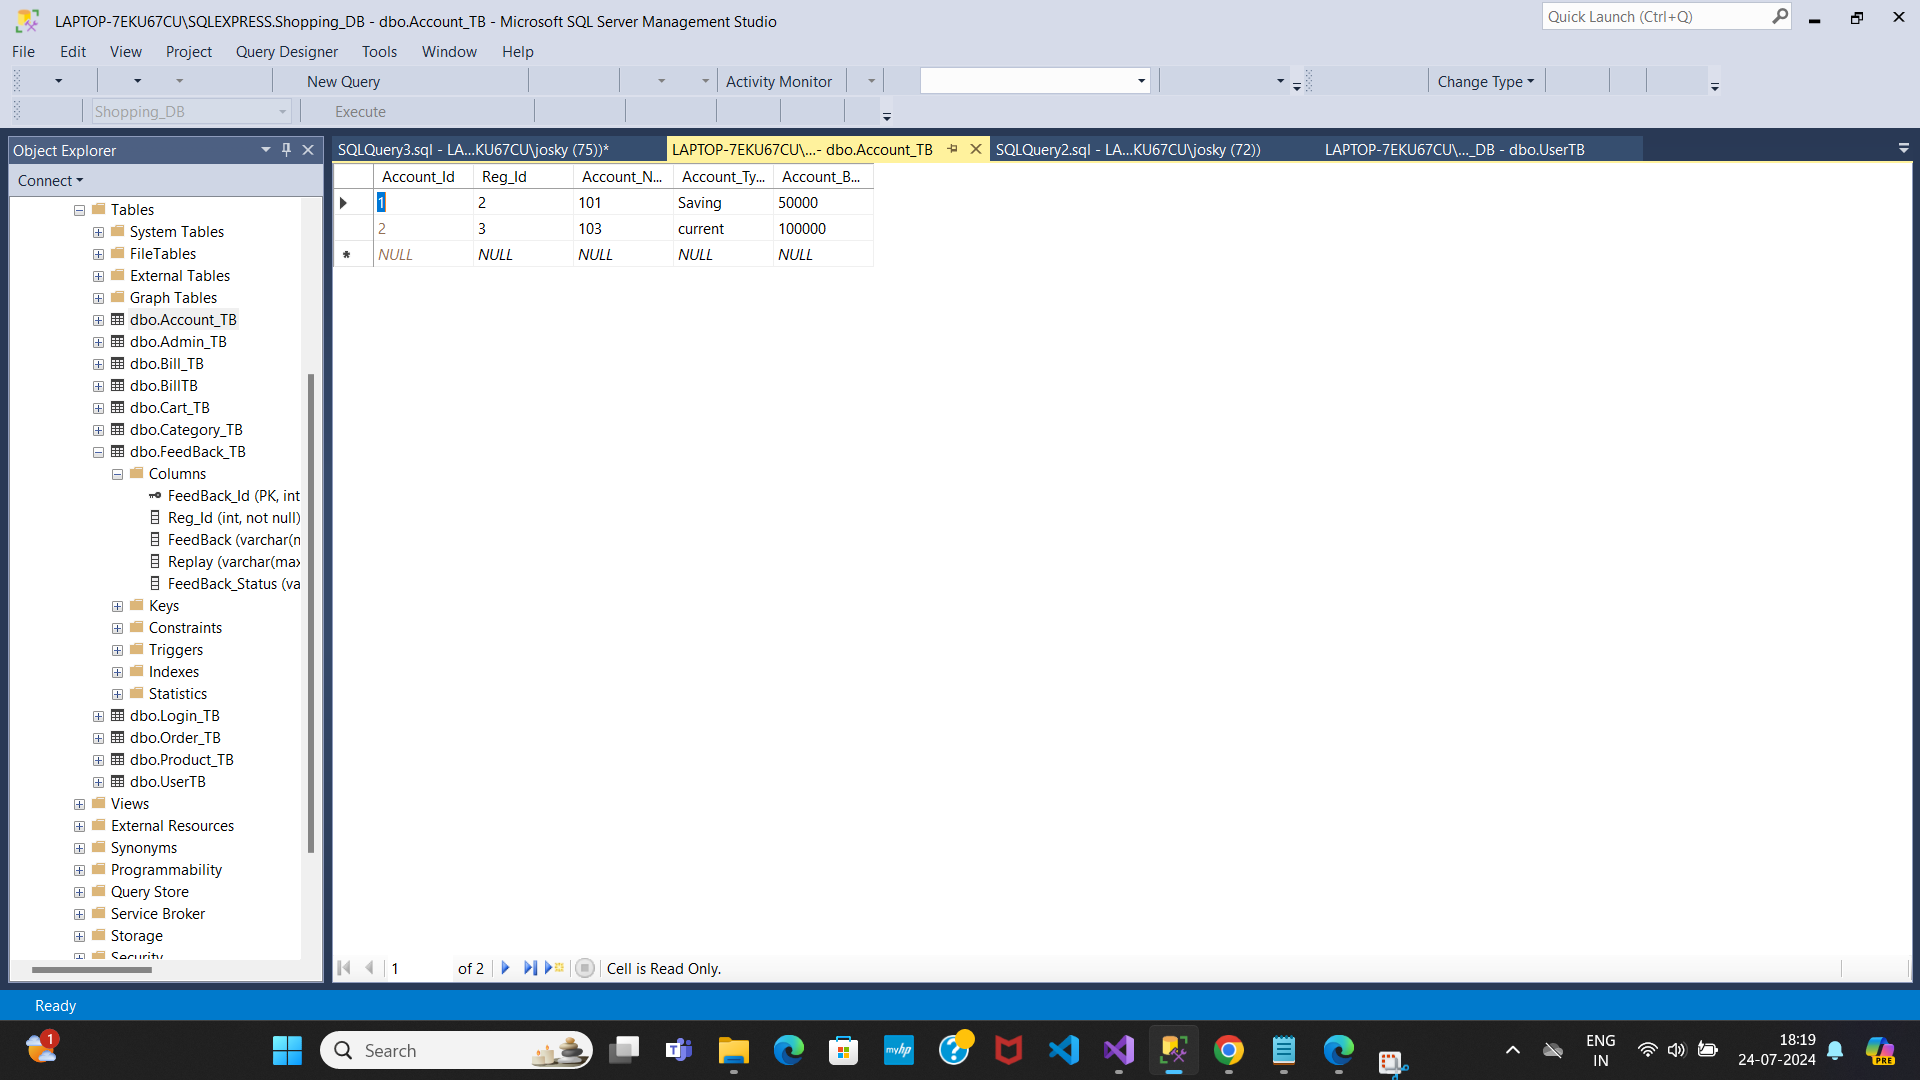 LAPTOP-7EKU67CU\SQLEXPRESS.Shopping_DB - dbo.Account_TB - Microsoft SQL Server Management Studio
Quick Launch (Ctrl+Q)
File Edit View Project Query Designer Tools Window Help
New Query Activity Monitor Change Type
Shopping_DB Execute
Object Explorer
Connect
Tables
System Tables
FileTables
External Tables
Graph Tables
dbo.Account_TB
dbo.Admin_TB
dbo.Bill_TB
dbo.BillTB
dbo.Cart_TB
dbo.Category_TB
dbo.FeedBack_TB
Columns
FeedBack_Id (PK, int
Reg_Id (int, not null)
FeedBack (varchar(n
Replay (varchar(max
FeedBack_Status (va
Keys
Constraints
Triggers
Indexes
Statistics
dbo.Login_TB
dbo.Order_TB
dbo.Product_TB
dbo.UserTB
Views
External Resources
Synonyms
Programmability
Query Store
Service Broker
Storage
Security
SQLQuery3.sql - LA...KU67CU\josky (75))* LAPTOP-7EKU67CU\...- dbo.Account_TB SQLQuery2.sql - LA...KU67CU\josky (72)) LAPTOP-7EKU67CU\..._DB - dbo.UserTB
Account_Id Reg_Id Account_N... Account_Ty... Account_B...
1 2 101 Saving 50000
2 3 103 current 100000
* NULL NULL NULL NULL NULL
1 of 2 Cell is Read Only.
Ready
1
Search
myhp
PRE
ENG
IN
18:19
24-07-2024